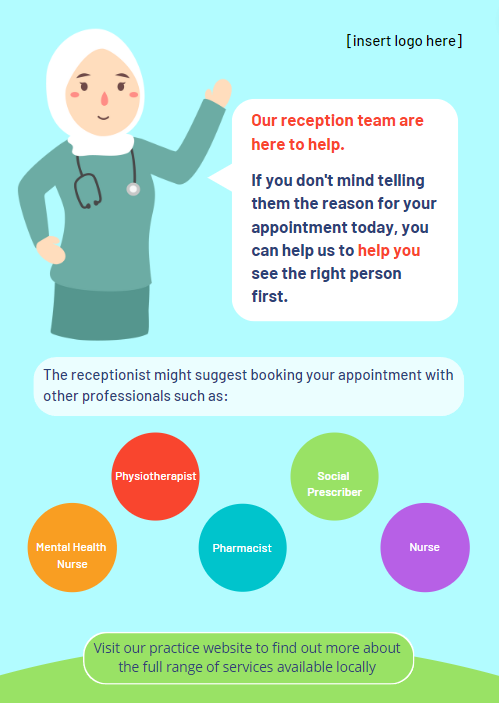 [insert logo here]
Our reception team are
here to help.
If you don't mind telling
them the reason for your
appointment today, you
can help us to help you
see the right person
first.
The receptionist might suggest booking your appointment with
other professionals such as:
Physiotherapist
Social
Prescriber
Mental Health
Nurse
Pharmacist
Nurse
Visit our practice website to find out more about
the full range of services available locally